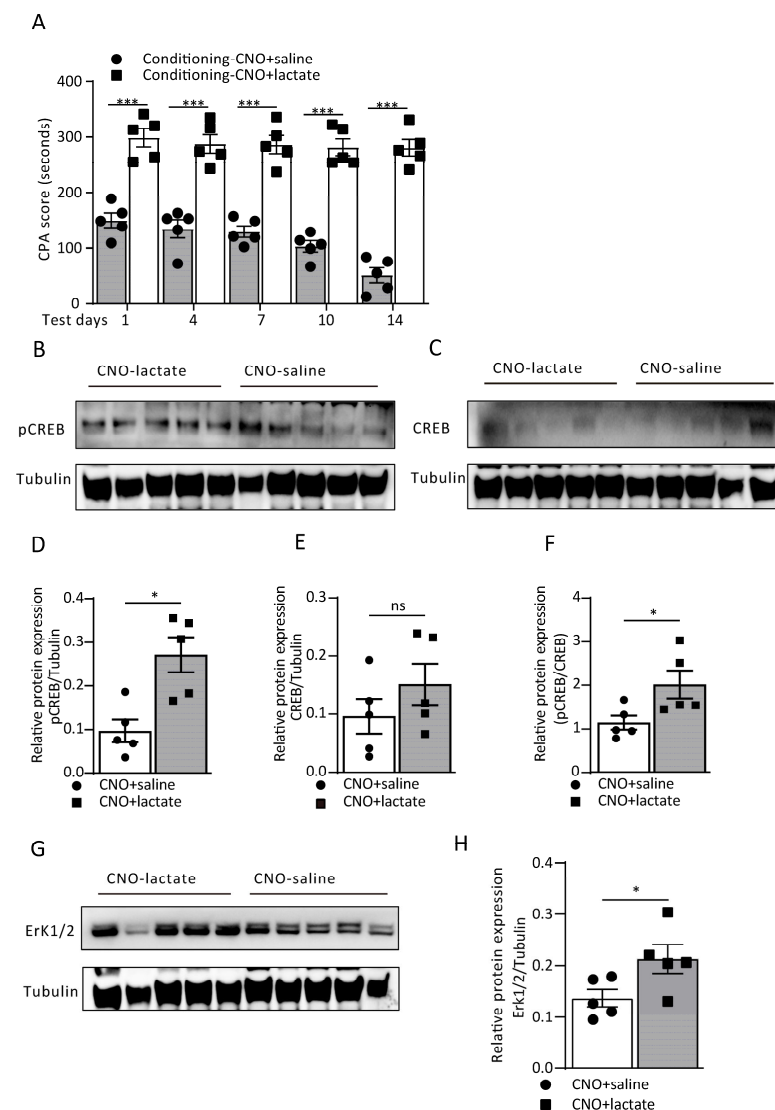 A
Conditioning-CNO+saline
Conditioning-CNO+lactate
CPA score (seconds)
400
300
200
100
0
*** *** *** *** ***
Test days 1 4 7 10 14
B
CNO-lactate CNO-saline
pCREB
Tubulin
C
CNO-lactate CNO-saline
CREB
Tubulin
D
Relative protein expression
pCREB/Tubulin
0.4
0.3
0.2
0.1
0.0
*
CNO+saline
CNO+lactate
E
Relative protein expression
CREB/Tubulin
0.3
0.2
0.1
0.0
ns
CNO+saline
CNO+lactate
F
Relative protein expression
(pCREB/CREB)
4
3
2
1
0
*
CNO+saline
CNO+lactate
G
CNO-lactate CNO-saline
ErK1/2
Tubulin
H
Relative protein expression
Erk1/2/Tubulin
0.4
0.3
0.2
0.1
0.0
*
CNO+saline
CNO+lactate